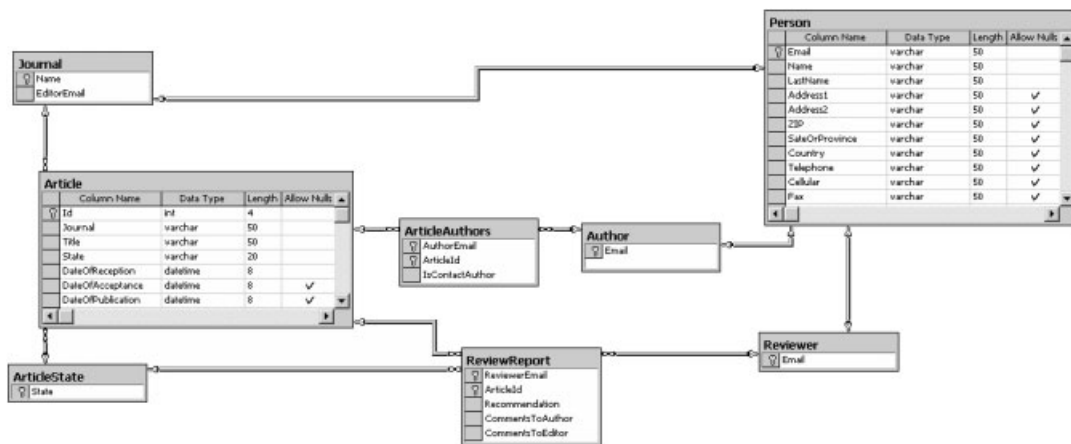 Person
Column Name Data Type Length Allow Nulls
Email varchar 50
Name varchar 50
LastName varchar 50
Address1 varchar 50
Address2 varchar 50
ZIP varchar 50
SateOrProvince varchar 50
Country varchar 50
Telephone varchar 50
Cellular varchar 50
Fax varchar 50
Journal
Name
EditorEmail
Article
Column Name Data Type Length Allow Nulls
Id int 4
Journal varchar 50
Title varchar 50
State varchar 20
DateOfReception datetime 8
DateOfAcceptance datetime 8
DateOfPublication datetime 8
ArticleAuthors
AuthorEmail
ArticleId
IsContactAuthor
Author
Email
Reviewer
Email
ReviewReport
ReviewerEmail
ArticleId
Recommendation
CommentsToAuthor
CommentsToEditor
ArticleState
State